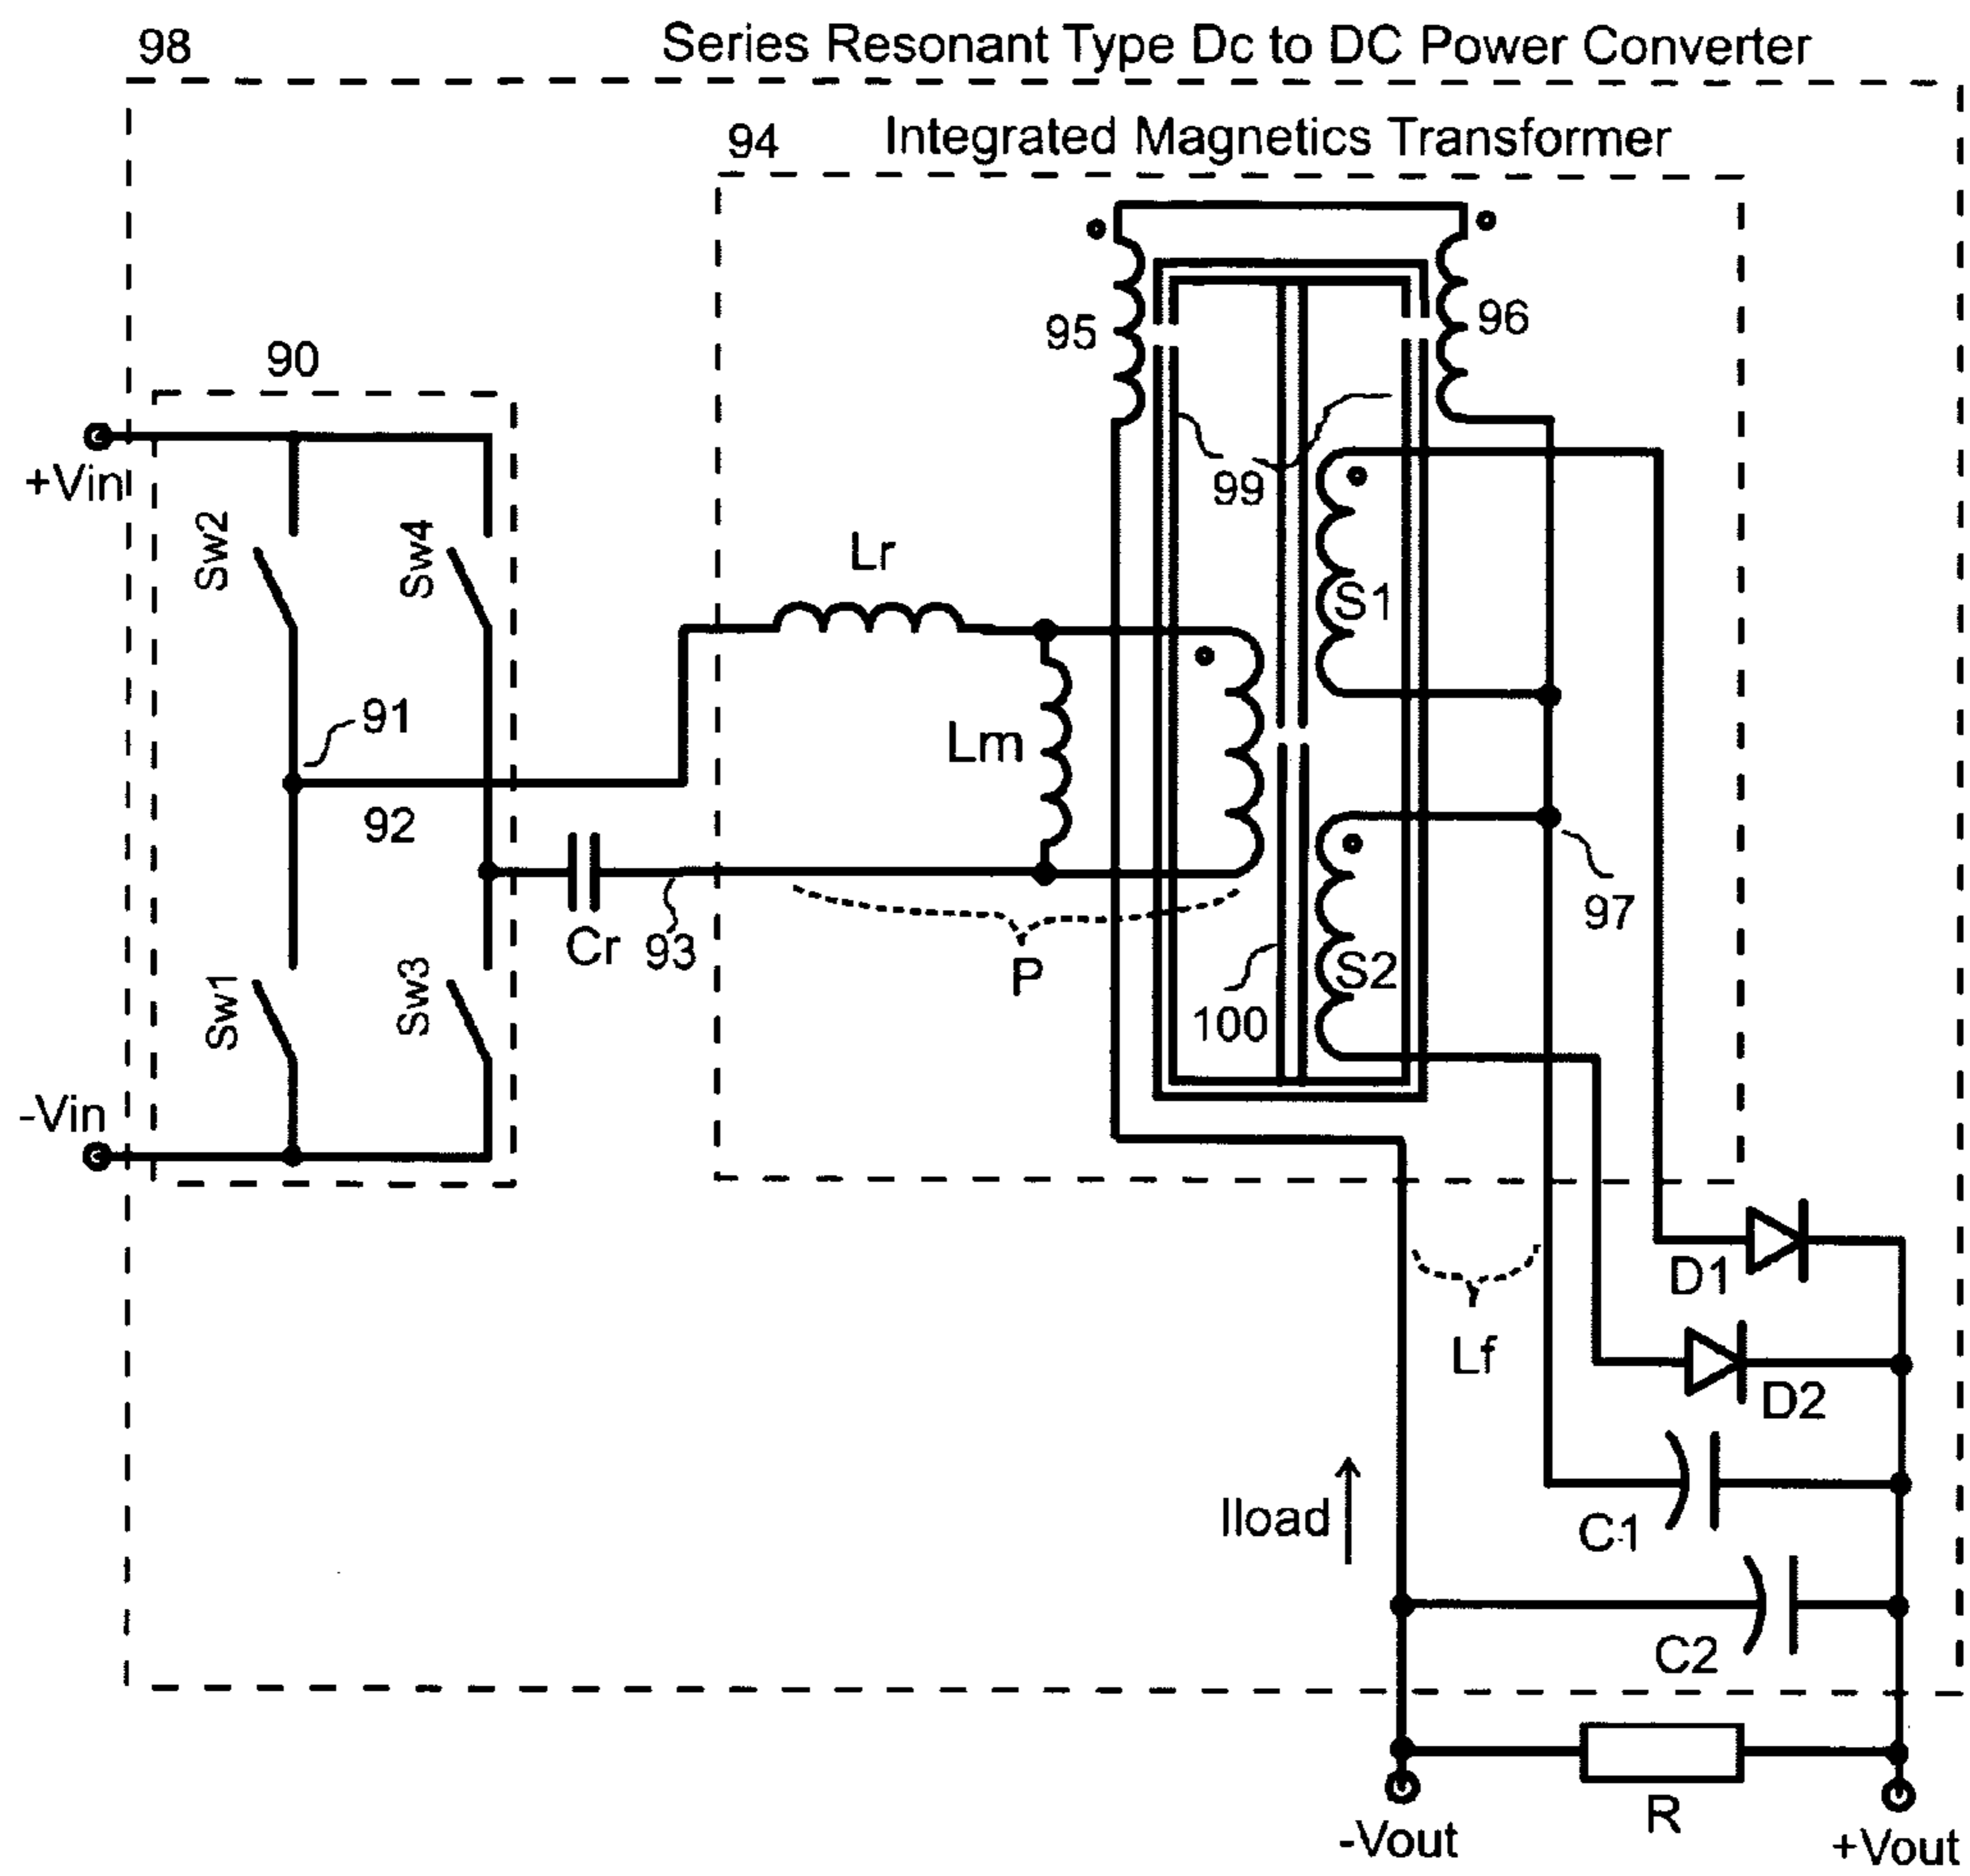 98
Series Resonant Type Dc to DC Power Converter
94
Integrated Magnetics Transformer
95
96
90
+Vin
Sw2
Sw4
99
Lr
S1
91
Lm
92
97
Cr
93
P
S2
100
Sw1
Sw3
-Vin
D1
Lf
D2
Iload
C1
C2
R
-Vout
+Vout